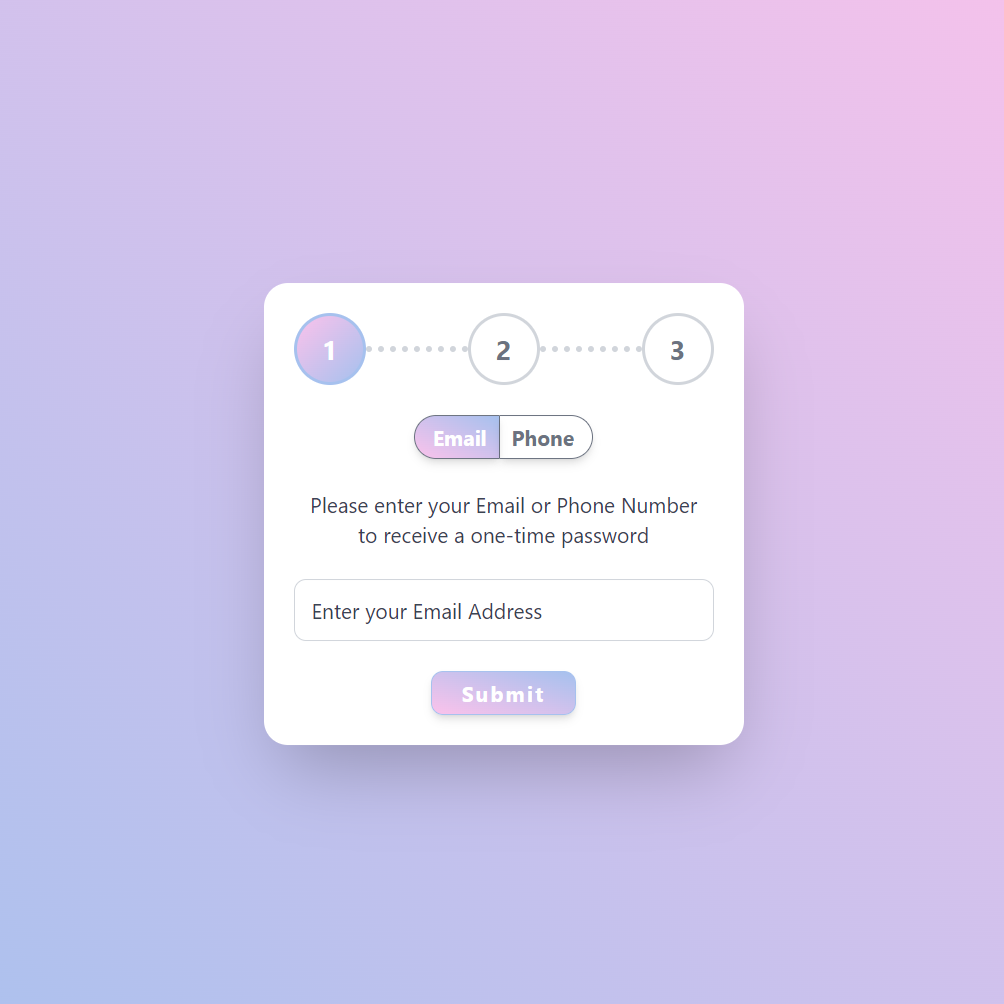 1 2 3
Email Phone
Please enter your Email or Phone Number
to receive a one-time password
Enter your Email Address
Submit